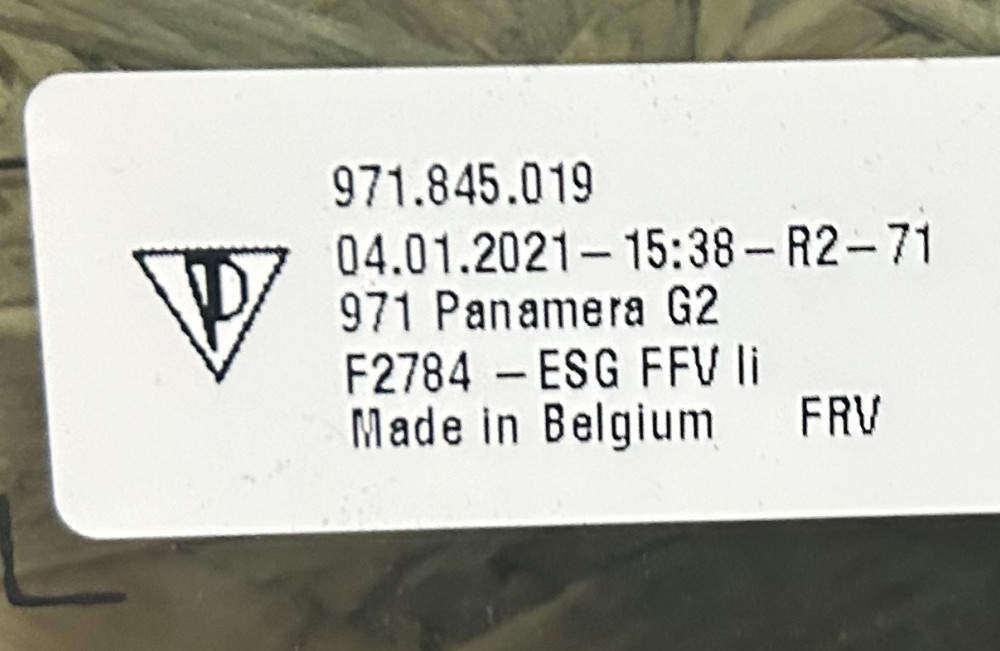 971.845.019
04.01.2021 – 15:38 – R2 – 71
971 Panamera G2
F2784 – ESG FFV li
Made in Belgium FRV